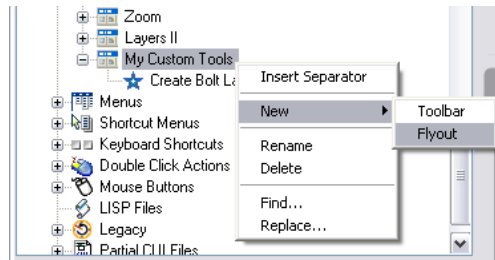 Zoom
Layers II
My Custom Tools
Create Bolt La
Menus
Shortcut Menus
Keyboard Shortcuts
Double Click Actions
Mouse Buttons
LISP Files
Legacy
Partial CUI Files
Insert Separator
New
Rename
Delete
Find...
Replace...
Toolbar
Flyout